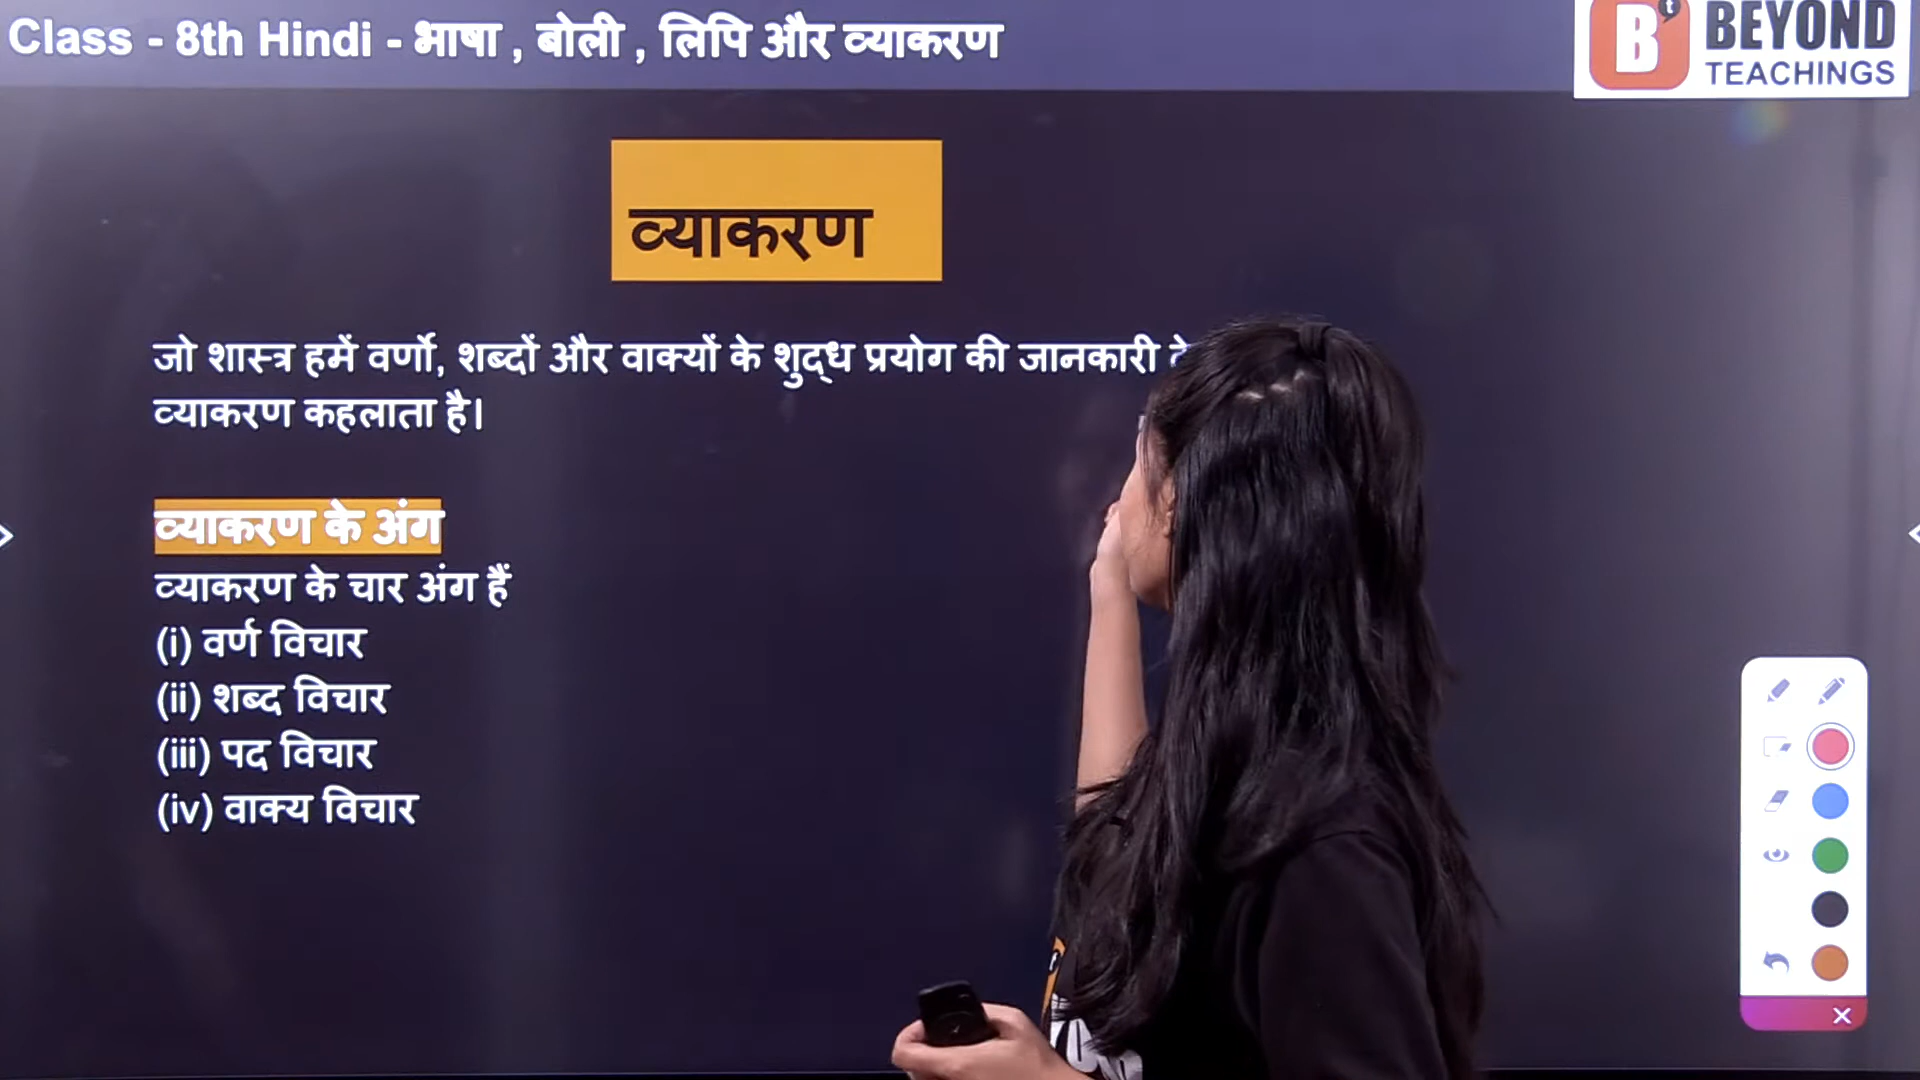 Class - 8th Hindi - भाषा , बोली , लिपि और व्याकरण
BEYOND
TEACHINGS
व्याकरण
जो शास्त्र हमें वर्णो, शब्दों और वाक्यों के शुद्ध प्रयोग की जानकारी
व्याकरण कहलाता है।
व्याकरण के अंग
व्याकरण के चार अंग हैं
(i) वर्ण विचार
(ii) शब्द विचार
(iii) पद विचार
(iv) वाक्य विचार